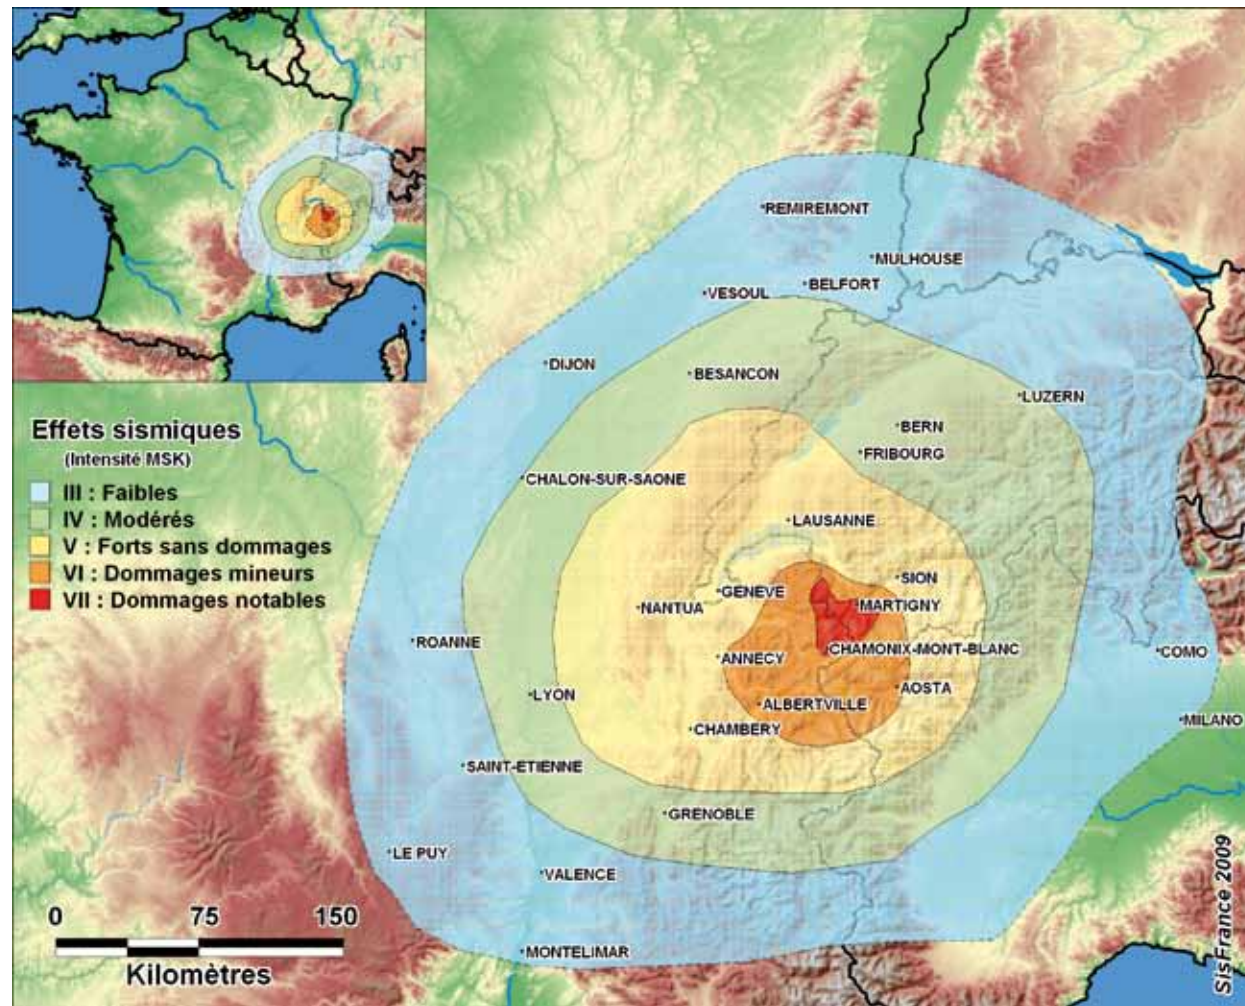 REMIREMONT
MULHOUSE
BELFORT
VESOUL
DIJON
BESANCON
LUZERN
BERN
FRIBOURG
Effets sismiques
(Intensité MSK)
III : Faibles
IV : Modérés
V : Forts sans dommages
VI : Dommages mineurs
VII : Dommages notables
CHALON-SUR-SAONE
LAUSANNE
SION
GENEVE
NANTUA
MARTIGNY
ROANNE
ANNECY
CHAMONIX-MONT-BLANC
COMO
LYON
ALBERTVILLE
AOSTA
CHAMBERY
MILANO
SAINT-ETIENNE
GRENOBLE
LE PUY
VALENCE
MONTELIMAR
0 75 150
Kilomètres
SisFrance 2009